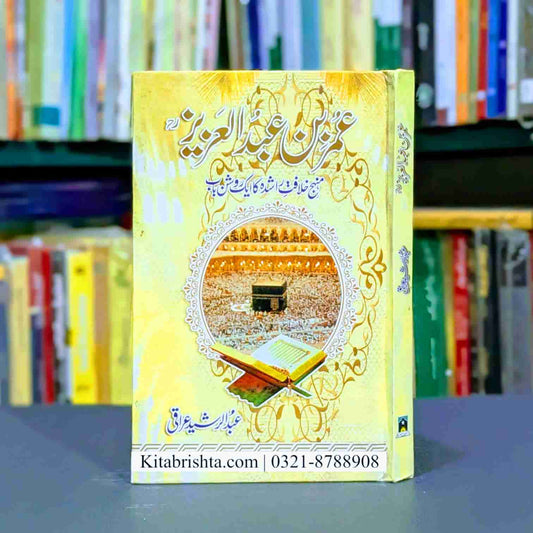 عمرؒ بن عبدالعزیز
منہج خلافت راشدہ کا ایک روشن باب
عبدالرشید عراقی
Kitabrishta.com | 0321-8788908